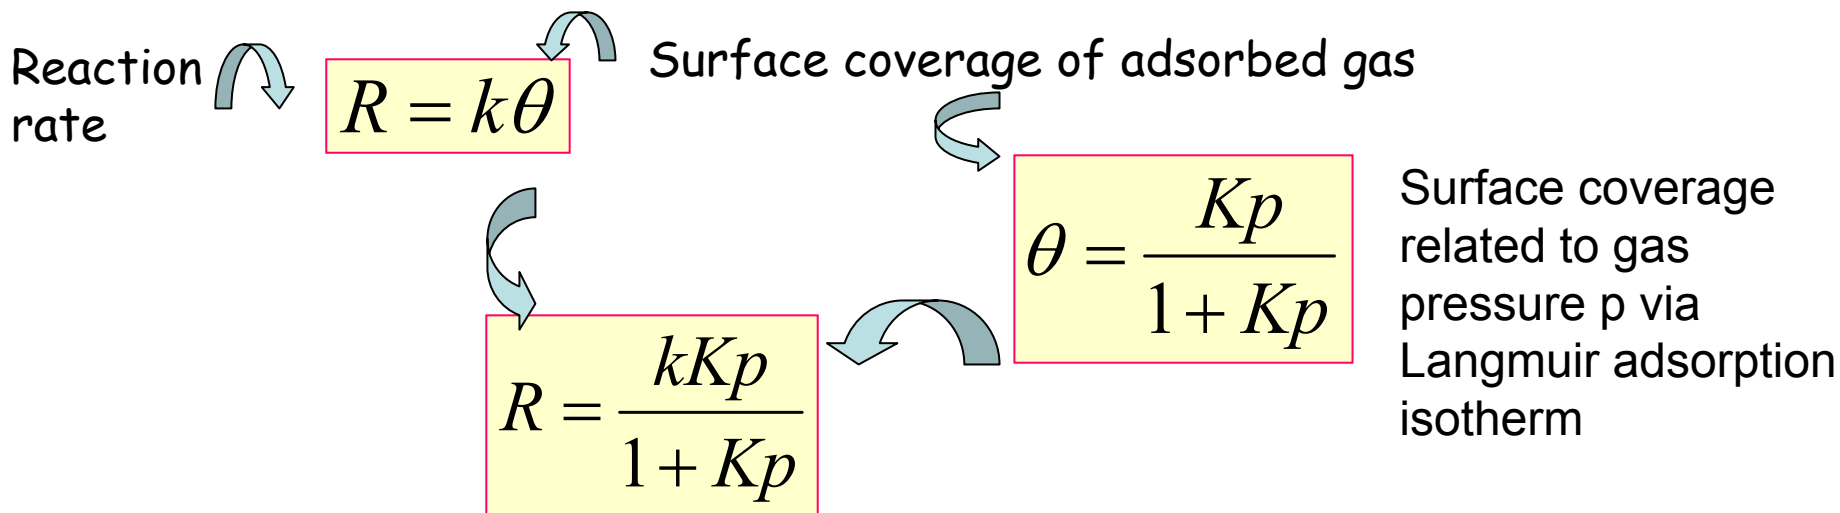 Reaction
rate
R = kθ
Surface coverage of adsorbed gas
θ = Kp / (1 + Kp)
Surface coverage
related to gas
pressure p via
Langmuir adsorption
isotherm
R = kKp / (1 + Kp)